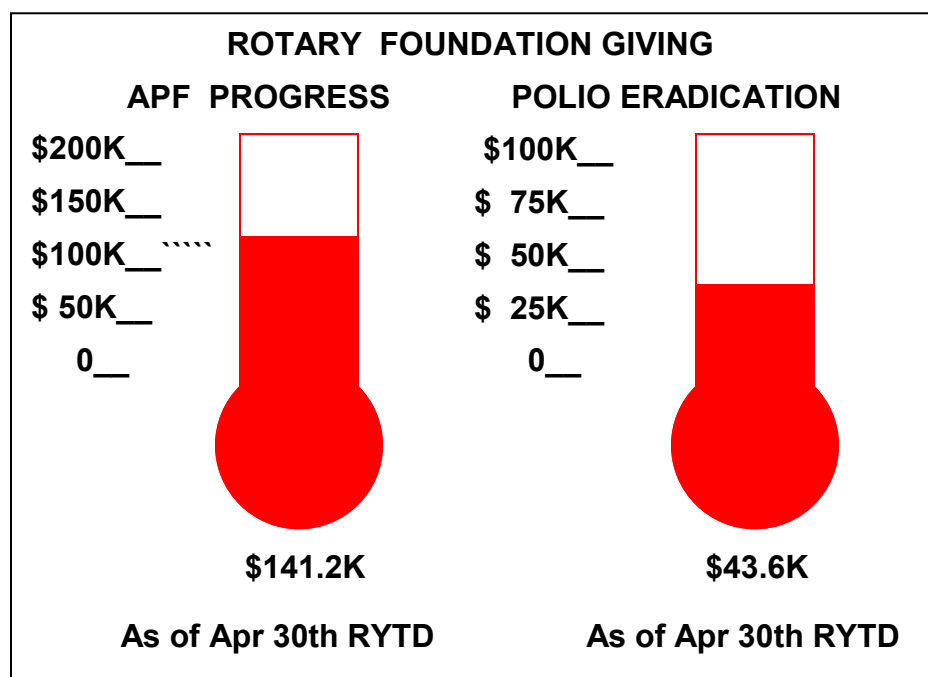 ROTARY FOUNDATION GIVING
APF PROGRESS
$200K__
$150K__
$100K__`````
$ 50K__
0__
$141.2K
As of Apr 30th RYTD
POLIO ERADICATION
$100K__
$ 75K__
$ 50K__
$ 25K__
0__
$43.6K
As of Apr 30th RYTD